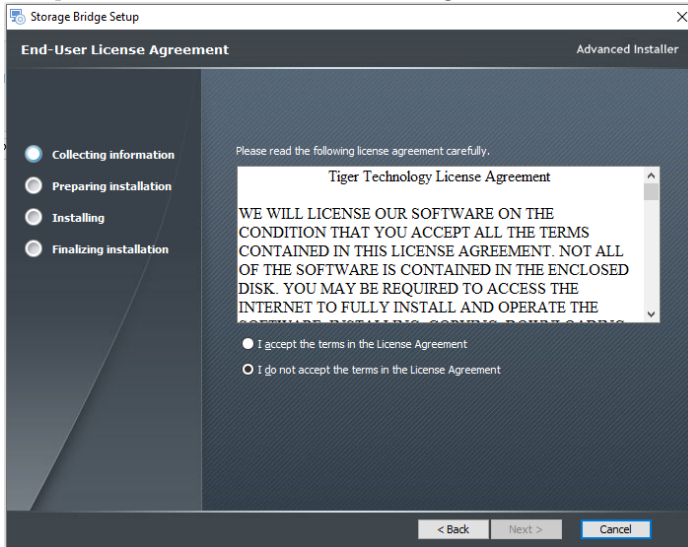 Storage Bridge Setup
End-User License Agreement
Advanced Installer
Collecting information
Preparing installation
Installing
Finalizing installation
Please read the following license agreement carefully.
Tiger Technology License Agreement
WE WILL LICENSE OUR SOFTWARE ON THE
CONDITION THAT YOU ACCEPT ALL THE TERMS
CONTAINED IN THIS LICENSE AGREEMENT. NOT ALL
OF THE SOFTWARE IS CONTAINED IN THE ENCLOSED
DISK. YOU MAY BE REQUIRED TO ACCESS THE
INTERNET TO FULLY INSTALL AND OPERATE THE
SOFTWARE. INSTALLING, COPYING, DOWNLOADING,
I accept the terms in the License Agreement
I do not accept the terms in the License Agreement
< Back
Next >
Cancel